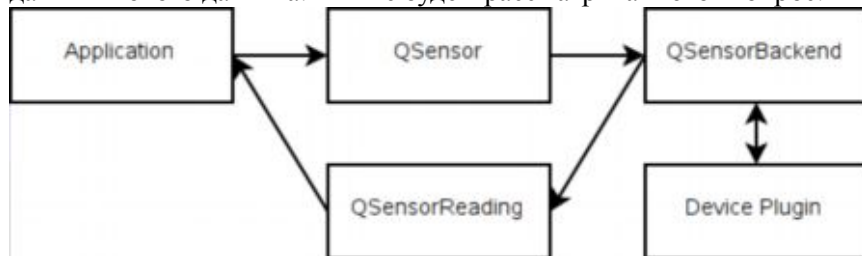 Application
QSensor
QSensorBackend
QSensorReading
Device Plugin